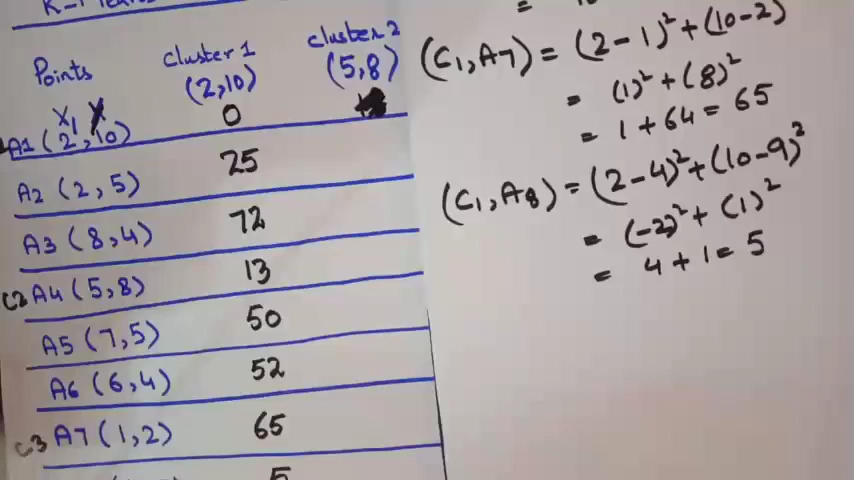 Points Cluster 1 cluster 2
(2,10) (5,8)
X1 X
A1 (2,10) 0
A2 (2,5) 25
A3 (8,4) 72
C2 A4 (5,8) 13
A5 (7,5) 50
A6 (6,4) 52
C3 A7 (1,2) 65
5
(C1,A7) = (2-1)² + (10-2)
= (1)² + (8)²
= 1 + 64 = 65
(C1,A8) = (2-4)² + (10-9)²
= (-2)² + (1)²
= 4 + 1 = 5